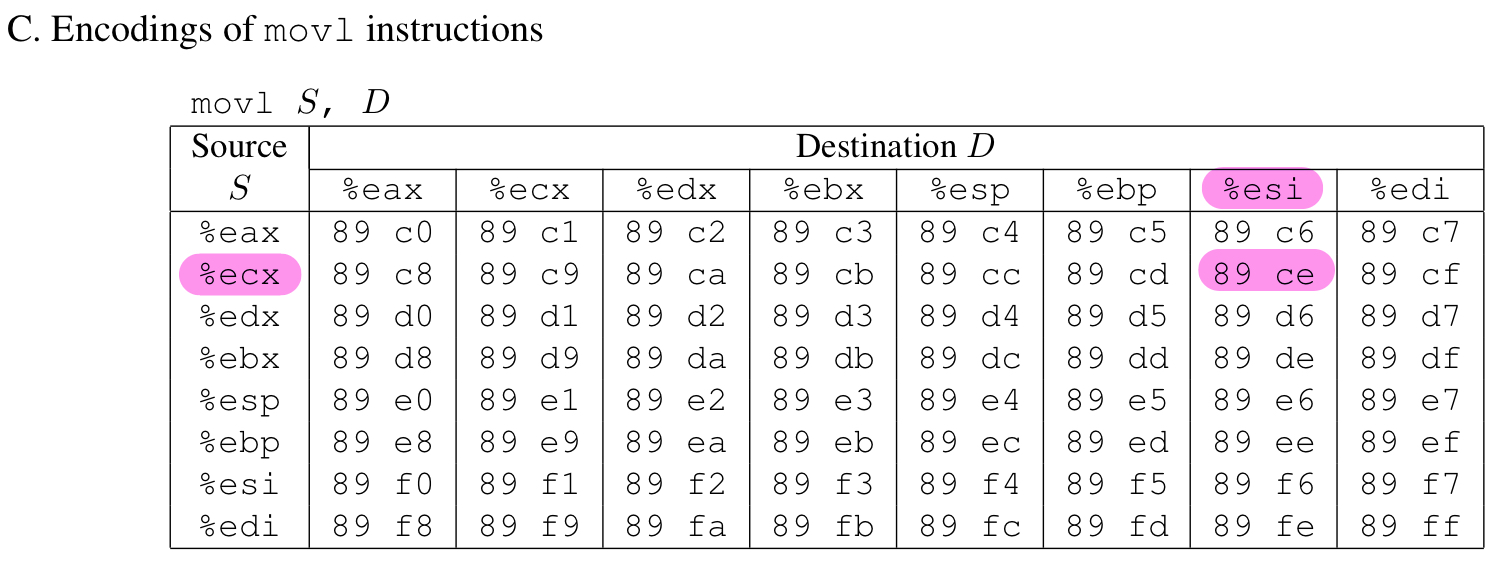 C. Encodings of movl instructions
movl S, D
Source Destination D
S %eax %ecx %edx %ebx %esp %ebp %esi %edi
%eax 89 c0 89 c1 89 c2 89 c3 89 c4 89 c5 89 c6 89 c7
%ecx 89 c8 89 c9 89 ca 89 cb 89 cc 89 cd 89 ce 89 cf
%edx 89 d0 89 d1 89 d2 89 d3 89 d4 89 d5 89 d6 89 d7
%ebx 89 d8 89 d9 89 da 89 db 89 dc 89 dd 89 de 89 df
%esp 89 e0 89 e1 89 e2 89 e3 89 e4 89 e5 89 e6 89 e7
%ebp 89 e8 89 e9 89 ea 89 eb 89 ec 89 ed 89 ee 89 ef
%esi 89 f0 89 f1 89 f2 89 f3 89 f4 89 f5 89 f6 89 f7
%edi 89 f8 89 f9 89 fa 89 fb 89 fc 89 fd 89 fe 89 ff